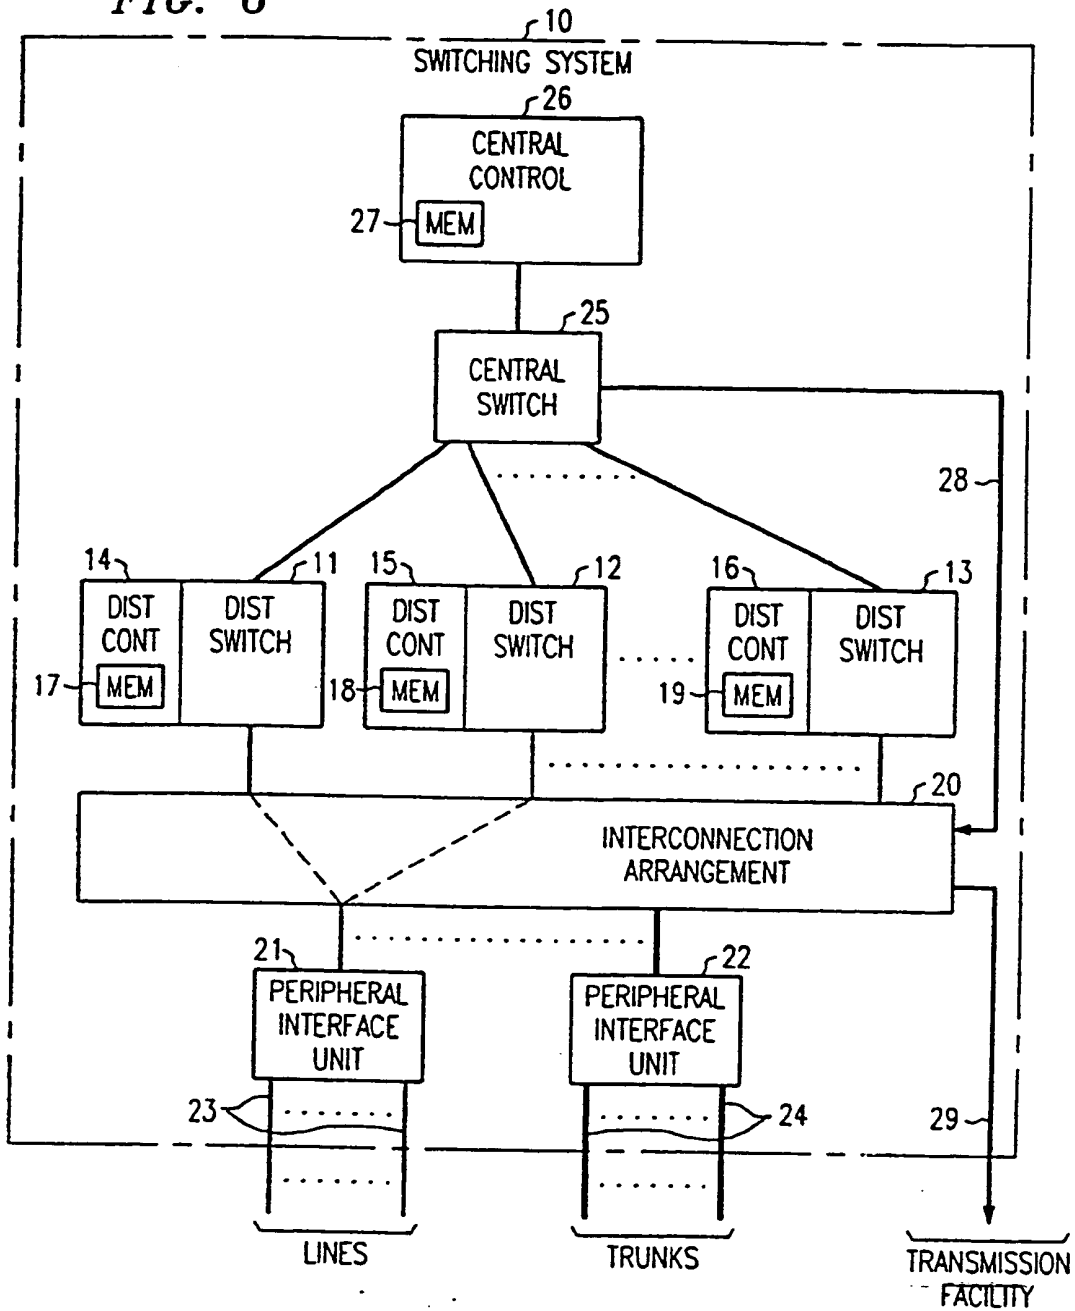 FIG. 6
10
SWITCHING SYSTEM
26
CENTRAL
CONTROL
27
MEM
25
CENTRAL
SWITCH
28
14
11
15
12
16
13
DIST
CONT
DIST
SWITCH
DIST
CONT
DIST
SWITCH
DIST
CONT
DIST
SWITCH
17
MEM
18
MEM
19
MEM
20
INTERCONNECTION
ARRANGEMENT
21
22
PERIPHERAL
INTERFACE
UNIT
PERIPHERAL
INTERFACE
UNIT
23
24
29
LINES
TRUNKS
TRANSMISSION
FACILITY